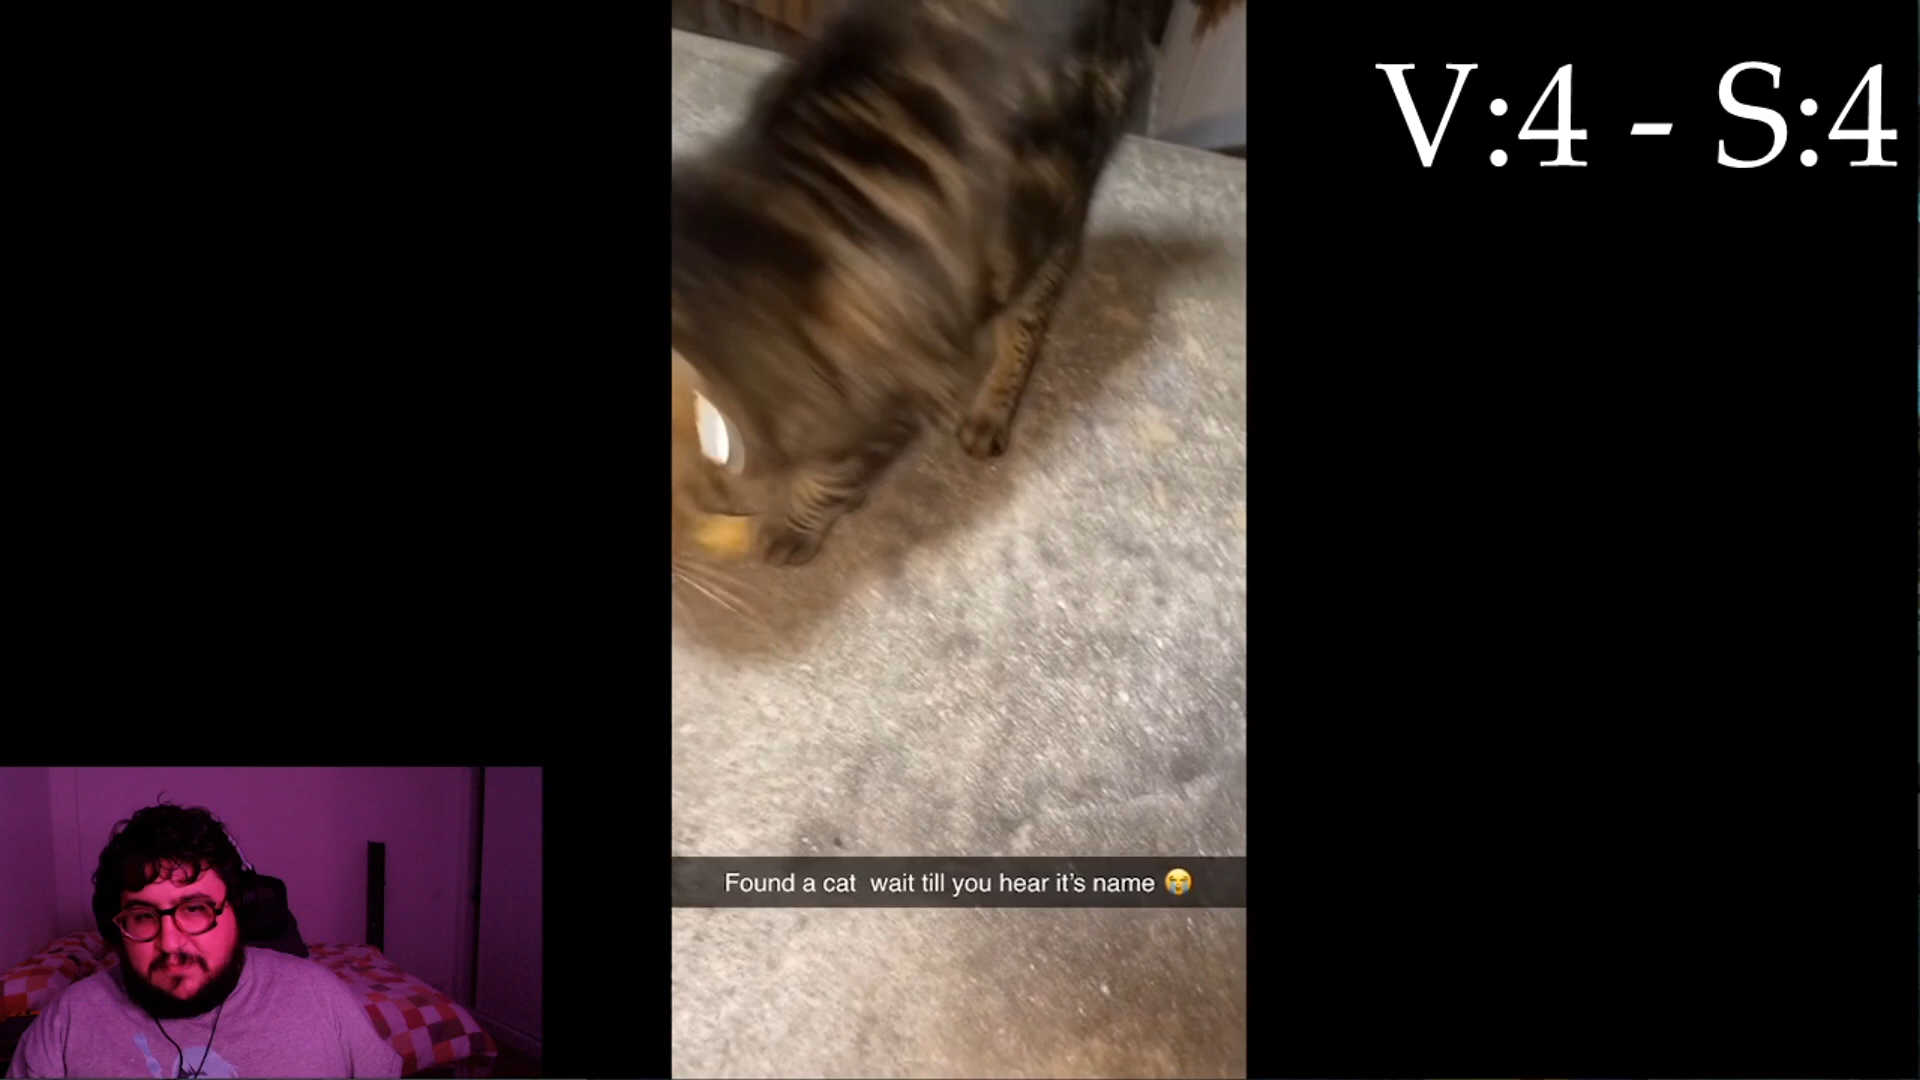 V:4 - S:4
Found a cat  wait till you hear it’s name 😭